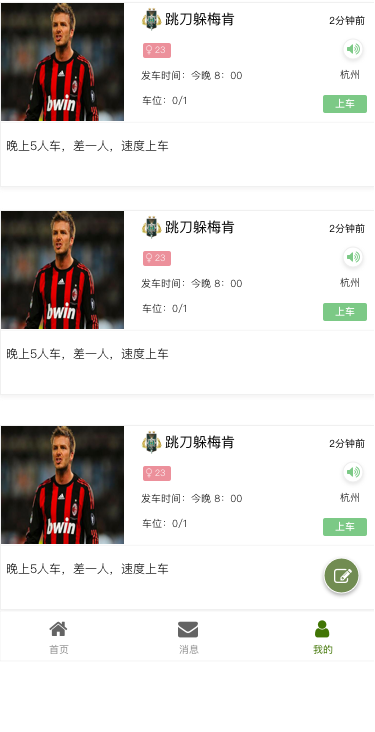 跳刀躲梅肯
2分钟前
♀ 23
发车时间：今晚 8：00
杭州
车位：0/1
上车
bwin
晚上5人车，差一人，速度上车
跳刀躲梅肯
2分钟前
♀ 23
发车时间：今晚 8：00
杭州
车位：0/1
上车
bwin
晚上5人车，差一人，速度上车
跳刀躲梅肯
2分钟前
♀ 23
发车时间：今晚 8：00
杭州
车位：0/1
上车
bwin
晚上5人车，差一人，速度上车
首页
消息
我的